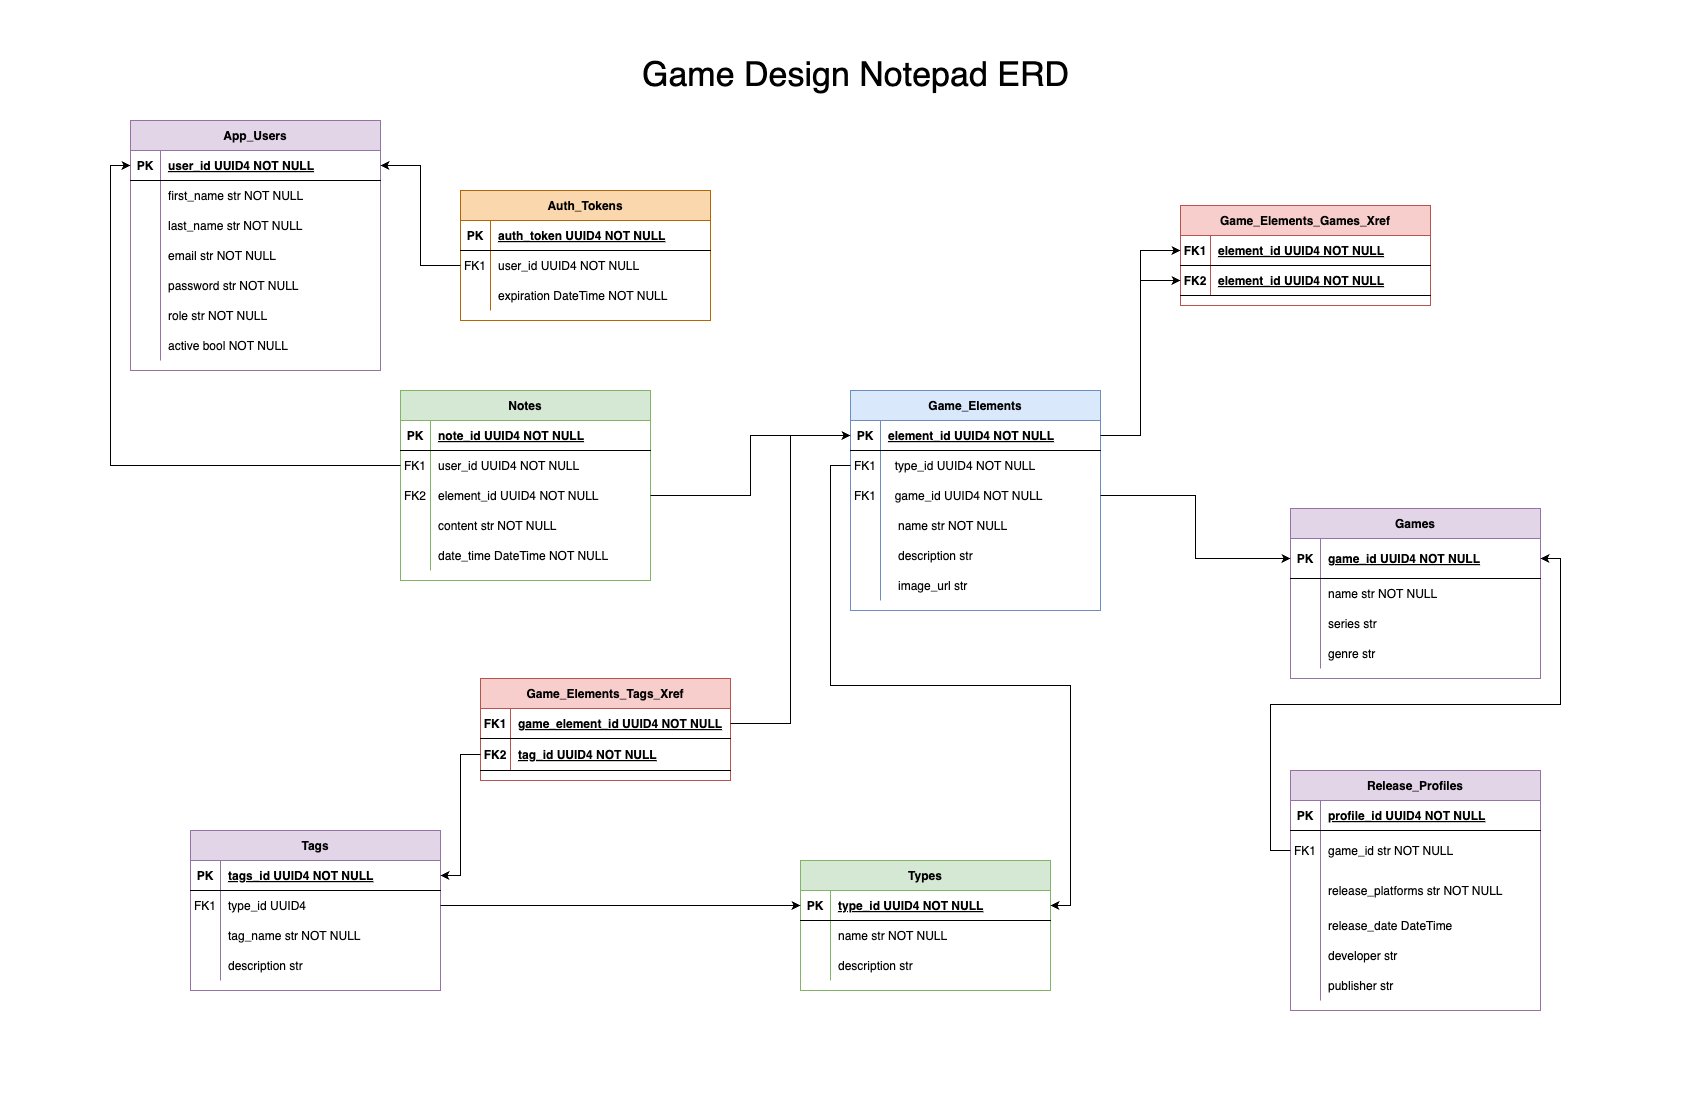 Game Design Notepad ERD
App_Users
PK user_id UUID4 NOT NULL
first_name str NOT NULL
last_name str NOT NULL
email str NOT NULL
password str NOT NULL
role str NOT NULL
active bool NOT NULL
Auth_Tokens
PK auth_token UUID4 NOT NULL
FK1 user_id UUID4 NOT NULL
expiration DateTime NOT NULL
Game_Elements_Games_Xref
FK1 element_id UUID4 NOT NULL
FK2 element_id UUID4 NOT NULL
Notes
PK note_id UUID4 NOT NULL
FK1 user_id UUID4 NOT NULL
FK2 element_id UUID4 NOT NULL
content str NOT NULL
date_time DateTime NOT NULL
Game_Elements
PK element_id UUID4 NOT NULL
FK1 type_id UUID4 NOT NULL
FK1 game_id UUID4 NOT NULL
name str NOT NULL
description str
image_url str
Games
PK game_id UUID4 NOT NULL
name str NOT NULL
series str
genre str
Game_Elements_Tags_Xref
FK1 game_element_id UUID4 NOT NULL
FK2 tag_id UUID4 NOT NULL
Release_Profiles
PK profile_id UUID4 NOT NULL
FK1 game_id str NOT NULL
release_platforms str NOT NULL
release_date DateTime
developer str
publisher str
Tags
PK tags_id UUID4 NOT NULL
FK1 type_id UUID4
tag_name str NOT NULL
description str
Types
PK type_id UUID4 NOT NULL
name str NOT NULL
description str